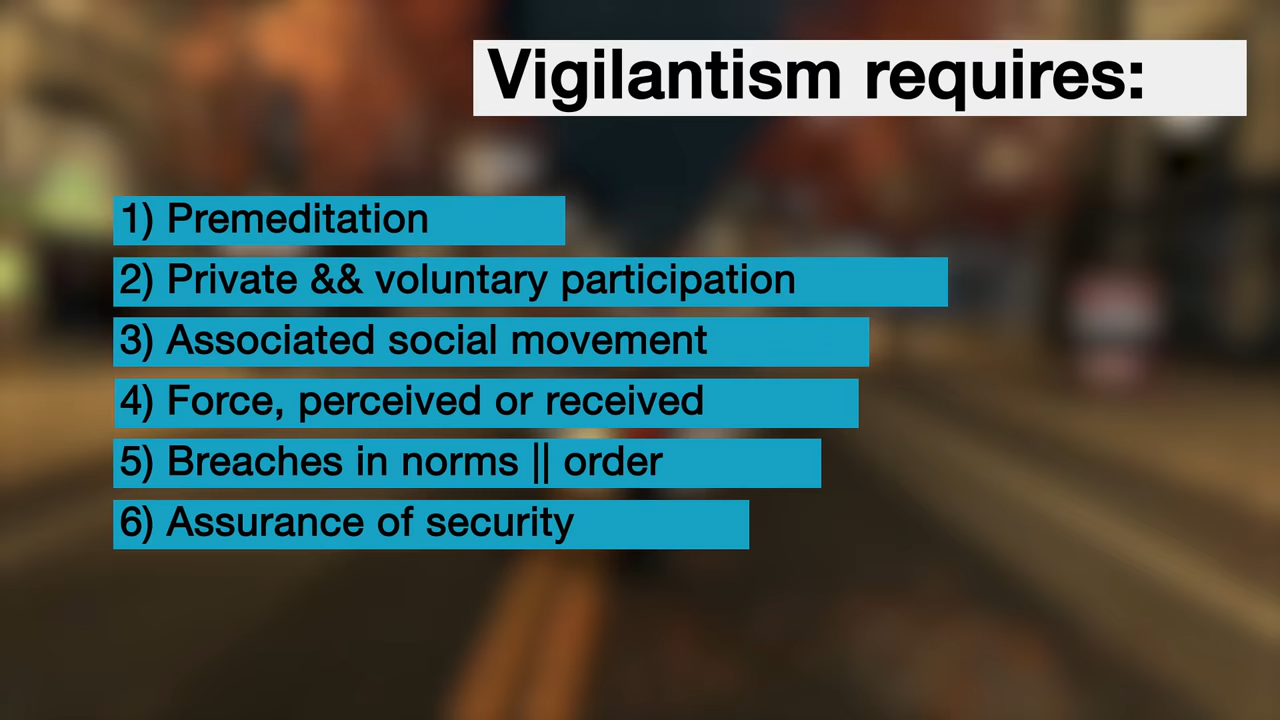 Vigilantism requires:
1) Premeditation
2) Private && voluntary participation
3) Associated social movement
4) Force, perceived or received
5) Breaches in norms || order
6) Assurance of security